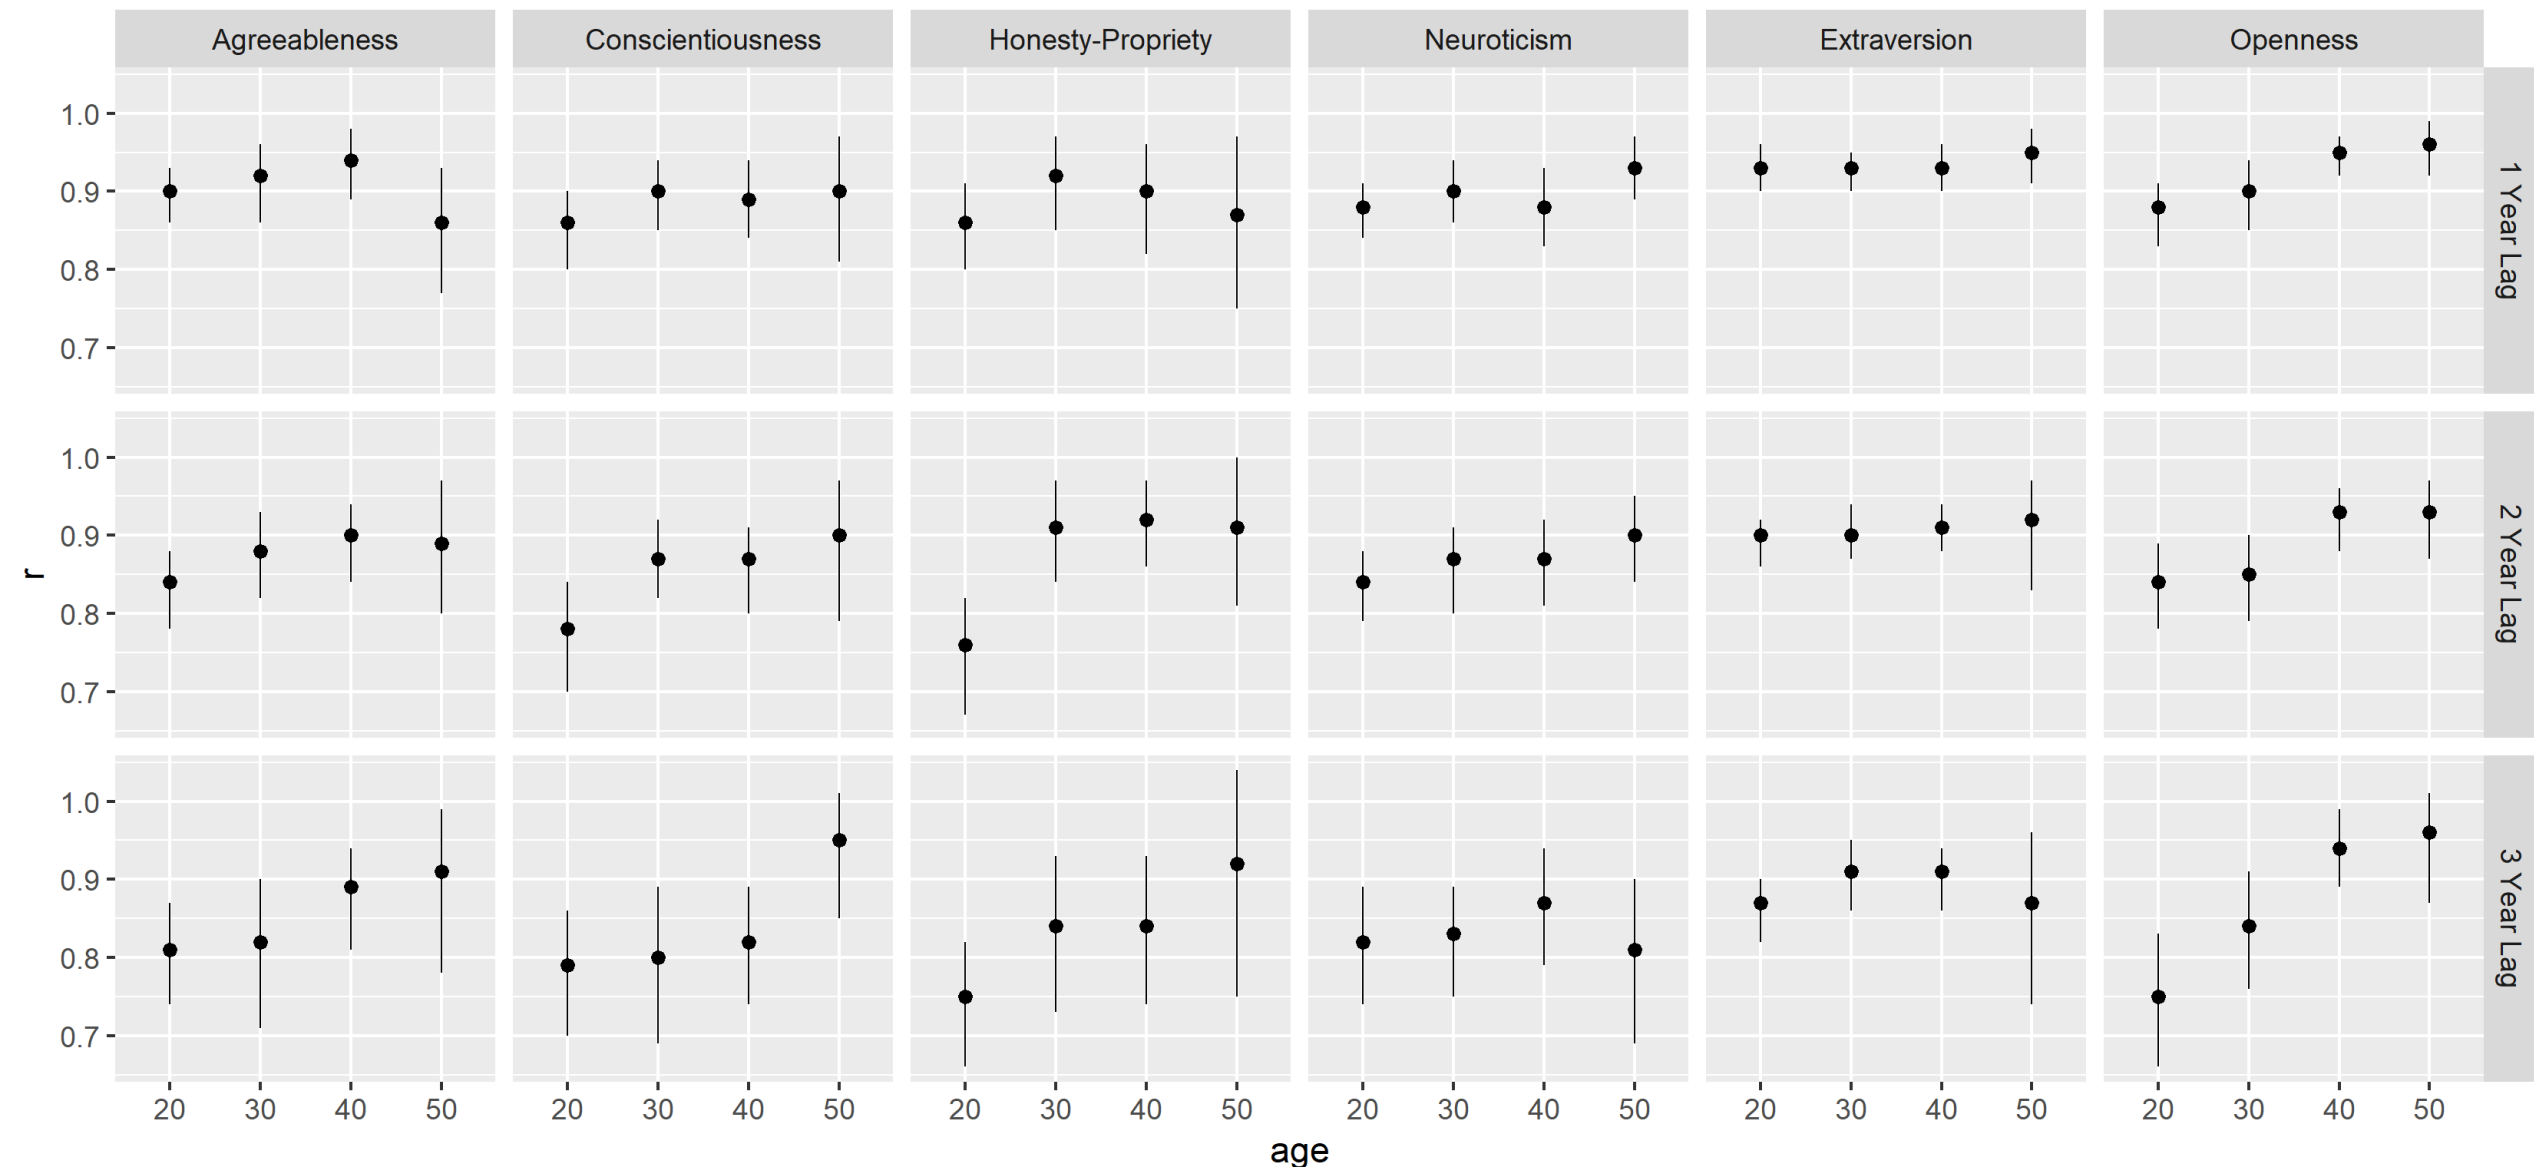 Agreeableness Conscientiousness Honesty-Propriety Neuroticism Extraversion Openness
1.0
0.9
0.8
0.7
1 Year Lag
1.0
0.9
0.8
0.7
2 Year Lag
r
1.0
0.9
0.8
0.7
3 Year Lag
20 30 40 50 20 30 40 50 20 30 40 50 20 30 40 50 20 30 40 50 20 30 40 50
age